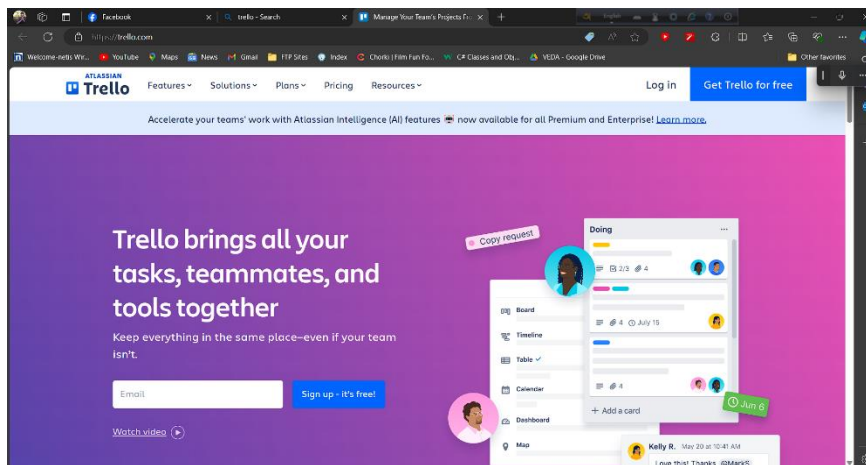 Facebook
trello - Search
Manage Your Team's Projects Fr
English
https://trello.com
Welcome-netis Wir...
YouTube
Maps
News
Gmail
FTP Sites
Index
Chorki | Film Fun Fo...
C# Classes and Obj...
VEDA - Google Drive
Other favorites
ATLASSIAN
Trello
Features
Solutions
Plans
Pricing
Resources
Log in
Get Trello for free
Accelerate your teams' work with Atlassian Intelligence (AI) features now available for all Premium and Enterprise! Learn more.
Trello brings all your
tasks, teammates, and
tools together
Keep everything in the same place—even if your team
isn't.
Email
Sign up - it's free!
Watch video
Copy request
Board
Timeline
Table
Calendar
Dashboard
Map
Doing
2/3 4
4 July 15
4
+ Add a card
Jun 6
Kelly R. May 20 at 10:41 AM
Love this! Thanks, @MarkS